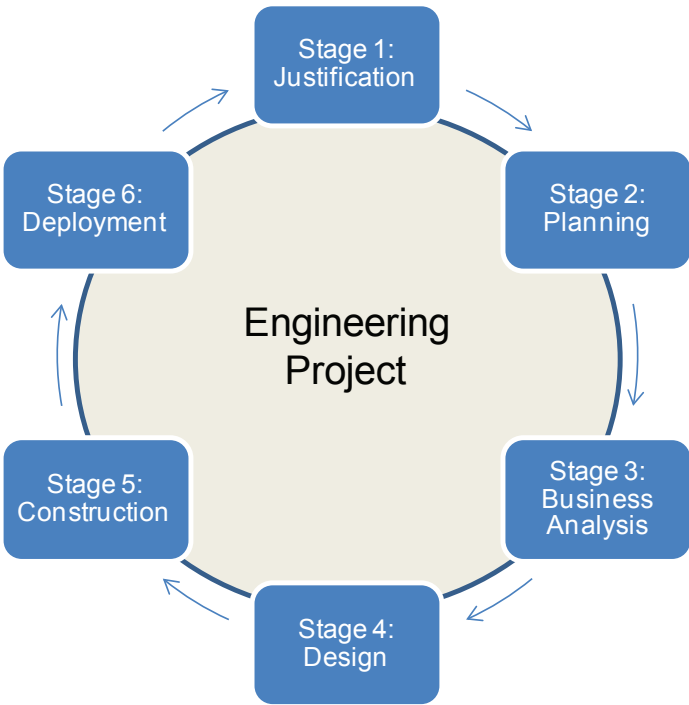 Stage 1:
Justification
Stage 2:
Planning
Stage 3:
Business
Analysis
Stage 4:
Design
Stage 5:
Construction
Stage 6:
Deployment
Engineering
Project